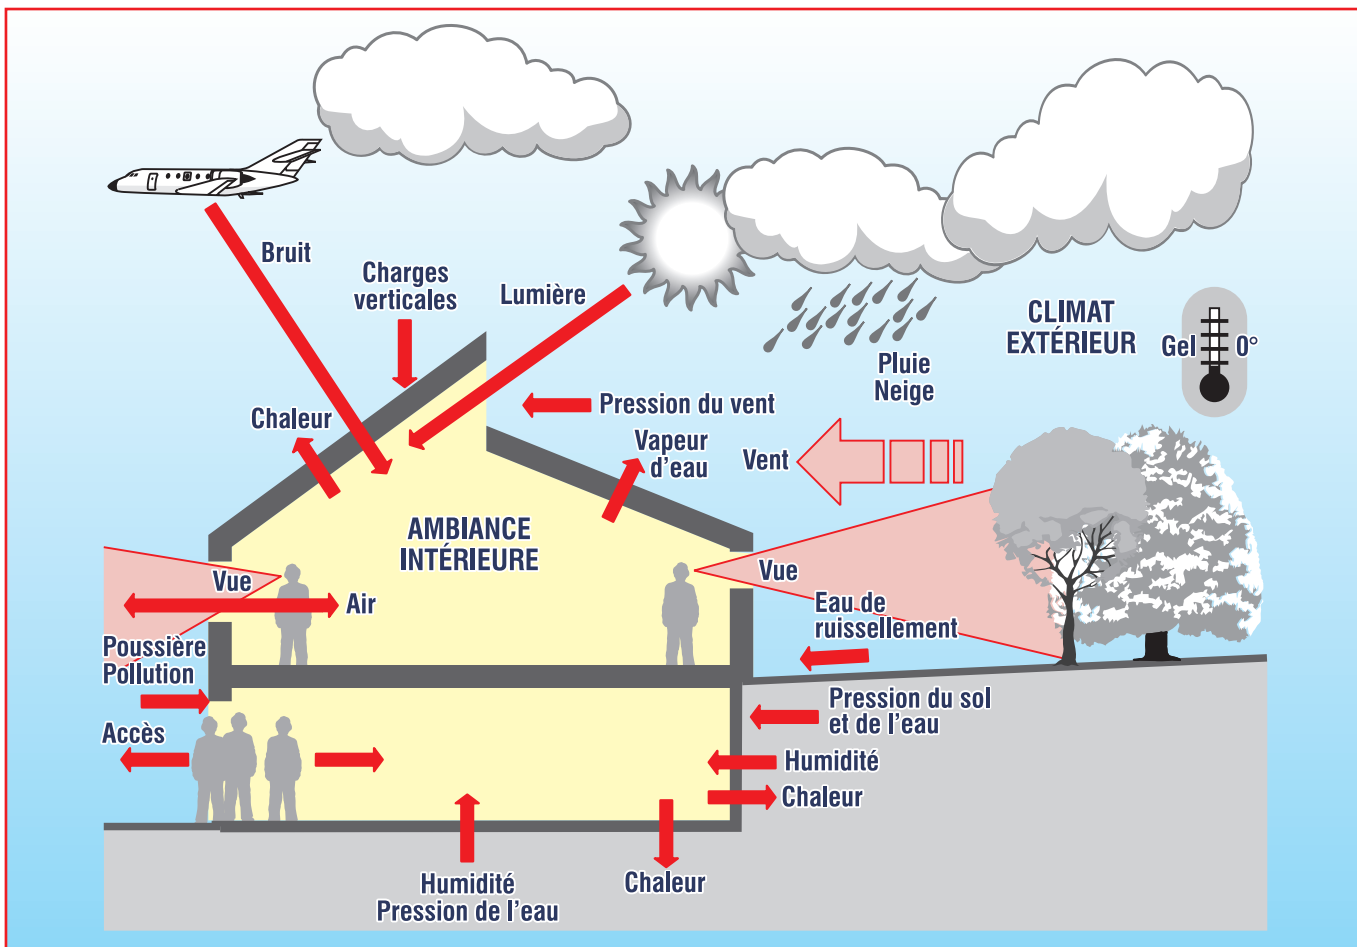 Bruit
Charges
verticales
Lumière
CLIMAT
EXTÉRIEUR
Gel 0°
Pluie
Neige
Chaleur
Pression du vent
Vapeur
d’eau
Vent
AMBIANCE
INTÉRIEURE
Vue
Vue
Air
Eau de
ruissellement
Poussière
Pollution
Pression du sol
et de l’eau
Accès
Humidité
Chaleur
Humidité
Pression de l’eau
Chaleur